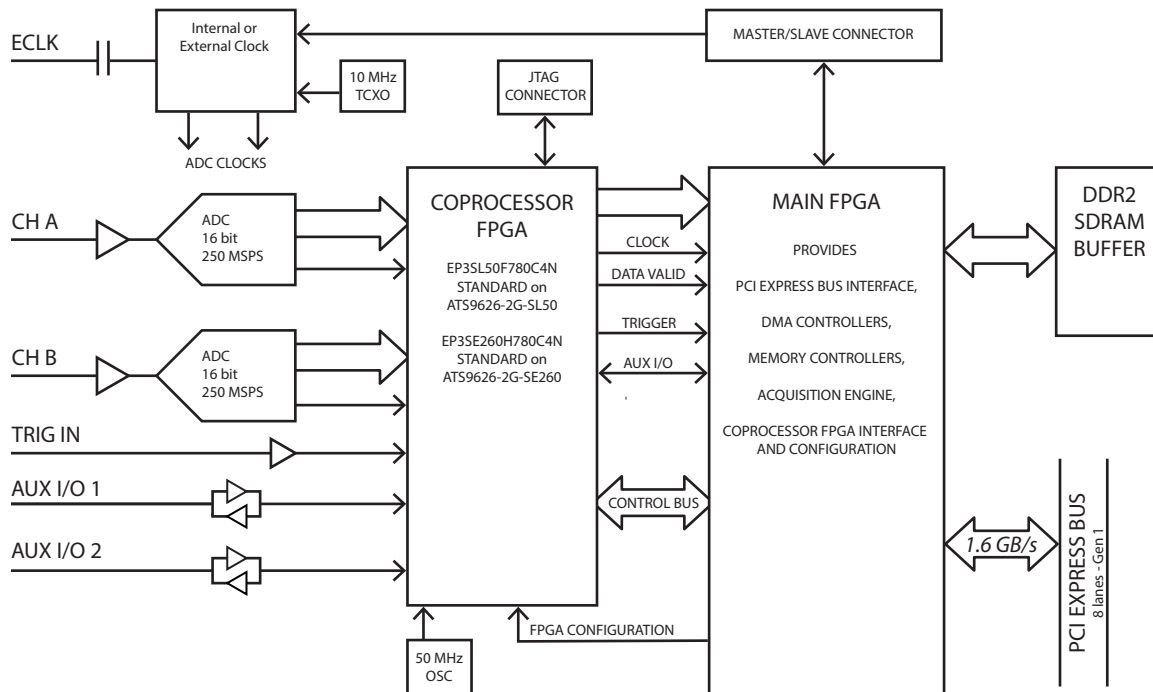 ECLK
Internal or
External Clock
10 MHz
TCXO
ADC CLOCKS
MASTER/SLAVE CONNECTOR
JTAG
CONNECTOR
CH A
ADC
16 bit
250 MSPS
CH B
ADC
16 bit
250 MSPS
TRIG IN
AUX I/O 1
AUX I/O 2
COPROCESSOR
FPGA
EP3SL50F780C4N
STANDARD on
ATS9626-2G-SL50
EP3SE260H780C4N
STANDARD on
ATS9626-2G-SE260
50 MHz
OSC
CLOCK
DATA VALID
TRIGGER
AUX I/O
CONTROL BUS
FPGA CONFIGURATION
MAIN FPGA
PROVIDES
PCI EXPRESS BUS INTERFACE,
DMA CONTROLLERS,
MEMORY CONTROLLERS,
ACQUISITION ENGINE,
COPROCESSOR FPGA INTERFACE
AND CONFIGURATION
DDR2
SDRAM
BUFFER
1.6 GB/s
PCI EXPRESS BUS
8 lanes - Gen 1